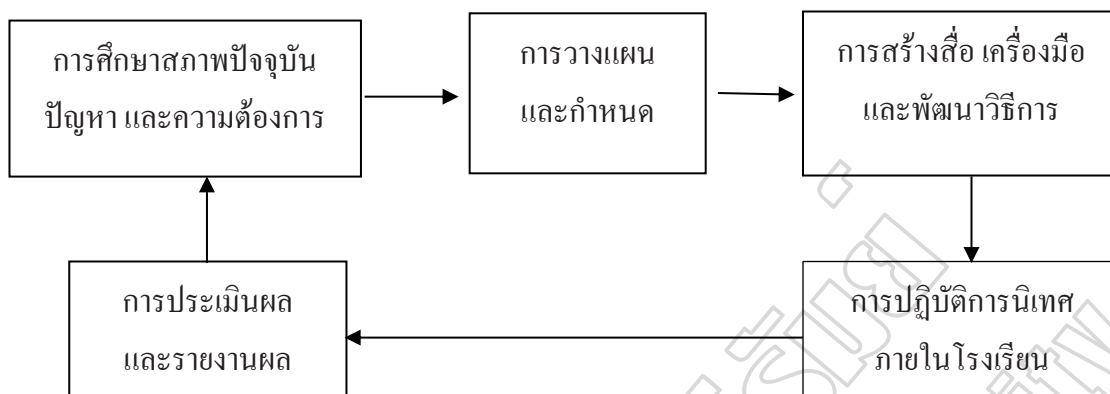 การศึกษาสภาพปัจจุบัน
ปัญหา และความต้องการ
การวางแผน
และกำหนด
การสร้างสื่อ เครื่องมือ
และพัฒนาวิธีการ
การปฏิบัติการนิเทศ
ภายในโรงเรียน
การประเมินผล
และรายงานผล